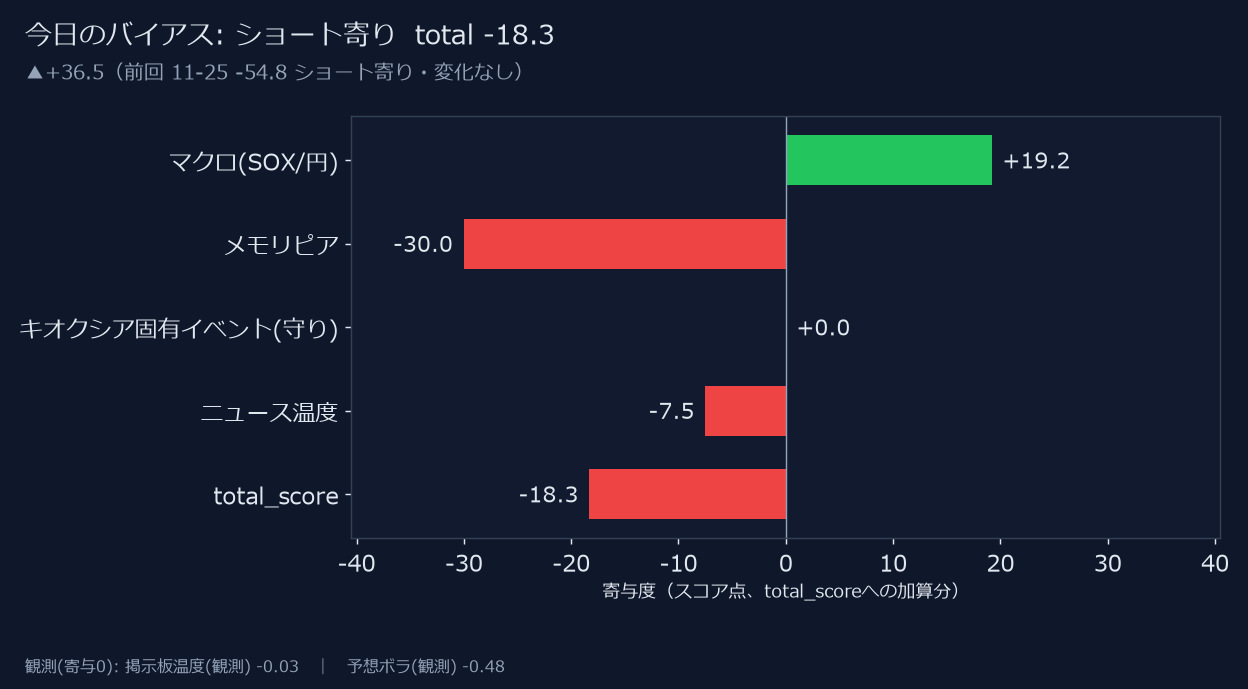 今日のバイアス: ショート寄り  total -18.3
▲+36.5（前回 11-25 -54.8 ショート寄り・変化なし）
マクロ(SOX/円)
+19.2
メモリピア
-30.0
キオクシア固有イベント(守り)
+0.0
ニュース温度
-7.5
total_score
-18.3
-40 -30 -20 -10 0 10 20 30 40
寄与度（スコア点、total_scoreへの加算分）
観測(寄与0): 掲示板温度(観測) -0.03 ｜ 予想ボラ(観測) -0.48